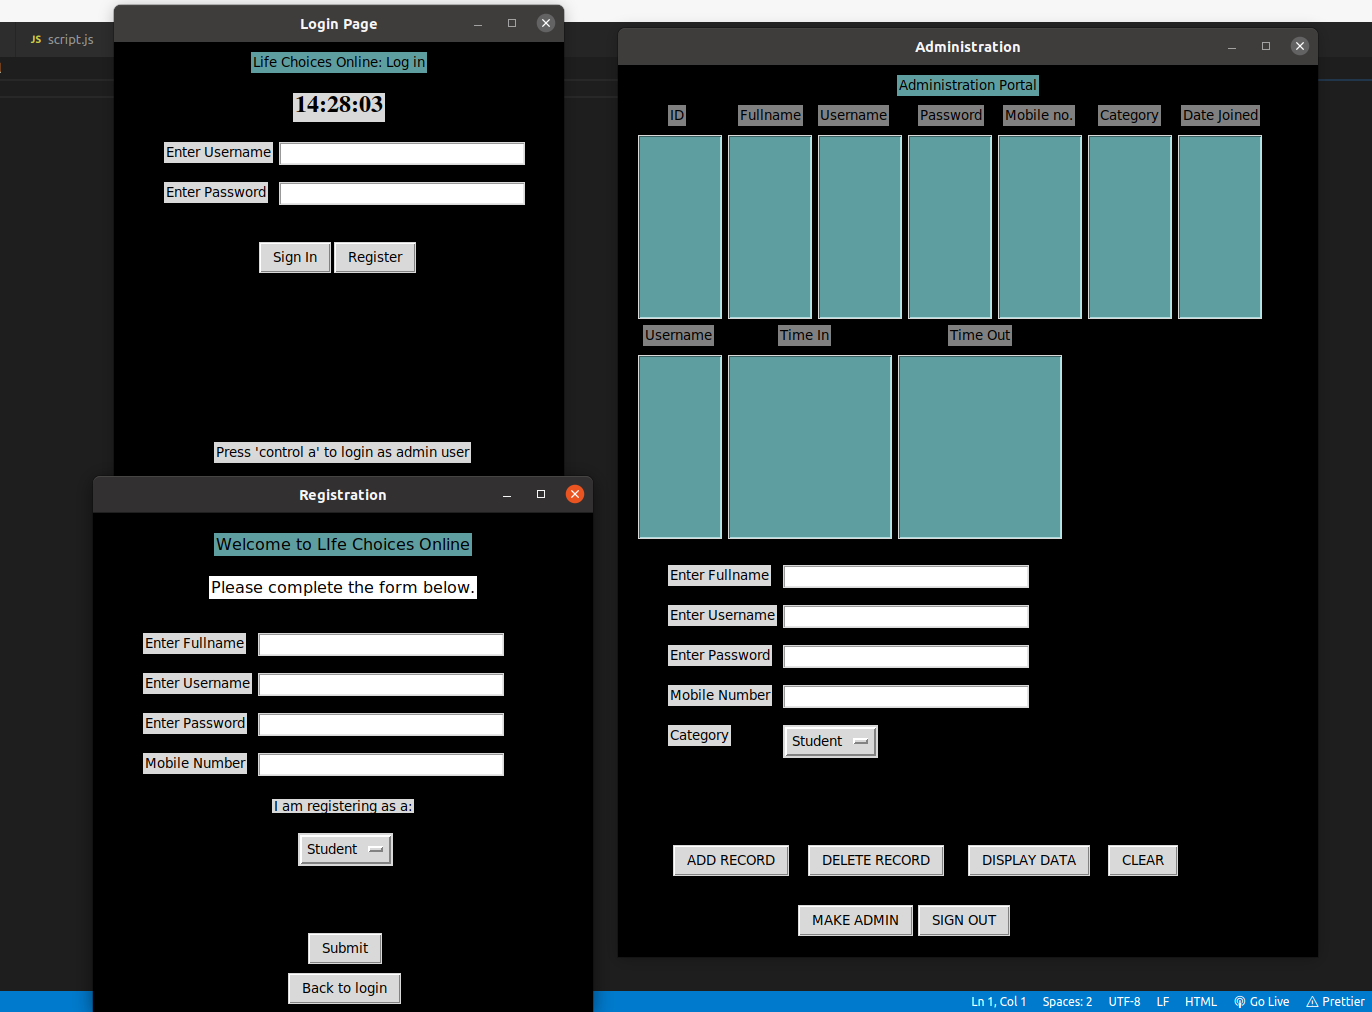 JS script.js
Login Page
Life Choices Online: Log in
14:28:03
Enter Username
Enter Password
Sign In Register
Press 'control a' to login as admin user
Registration
Welcome to LIfe Choices Online
Please complete the form below.
Enter Fullname
Enter Username
Enter Password
Mobile Number
I am registering as a:
Student
Submit
Back to login
Administration
Administration Portal
ID Fullname Username Password Mobile no. Category Date Joined
Username Time In Time Out
Enter Fullname
Enter Username
Enter Password
Mobile Number
Category Student
ADD RECORD DELETE RECORD DISPLAY DATA CLEAR
MAKE ADMIN SIGN OUT
Ln 1, Col 1 Spaces: 2 UTF-8 LF HTML Go Live Prettier